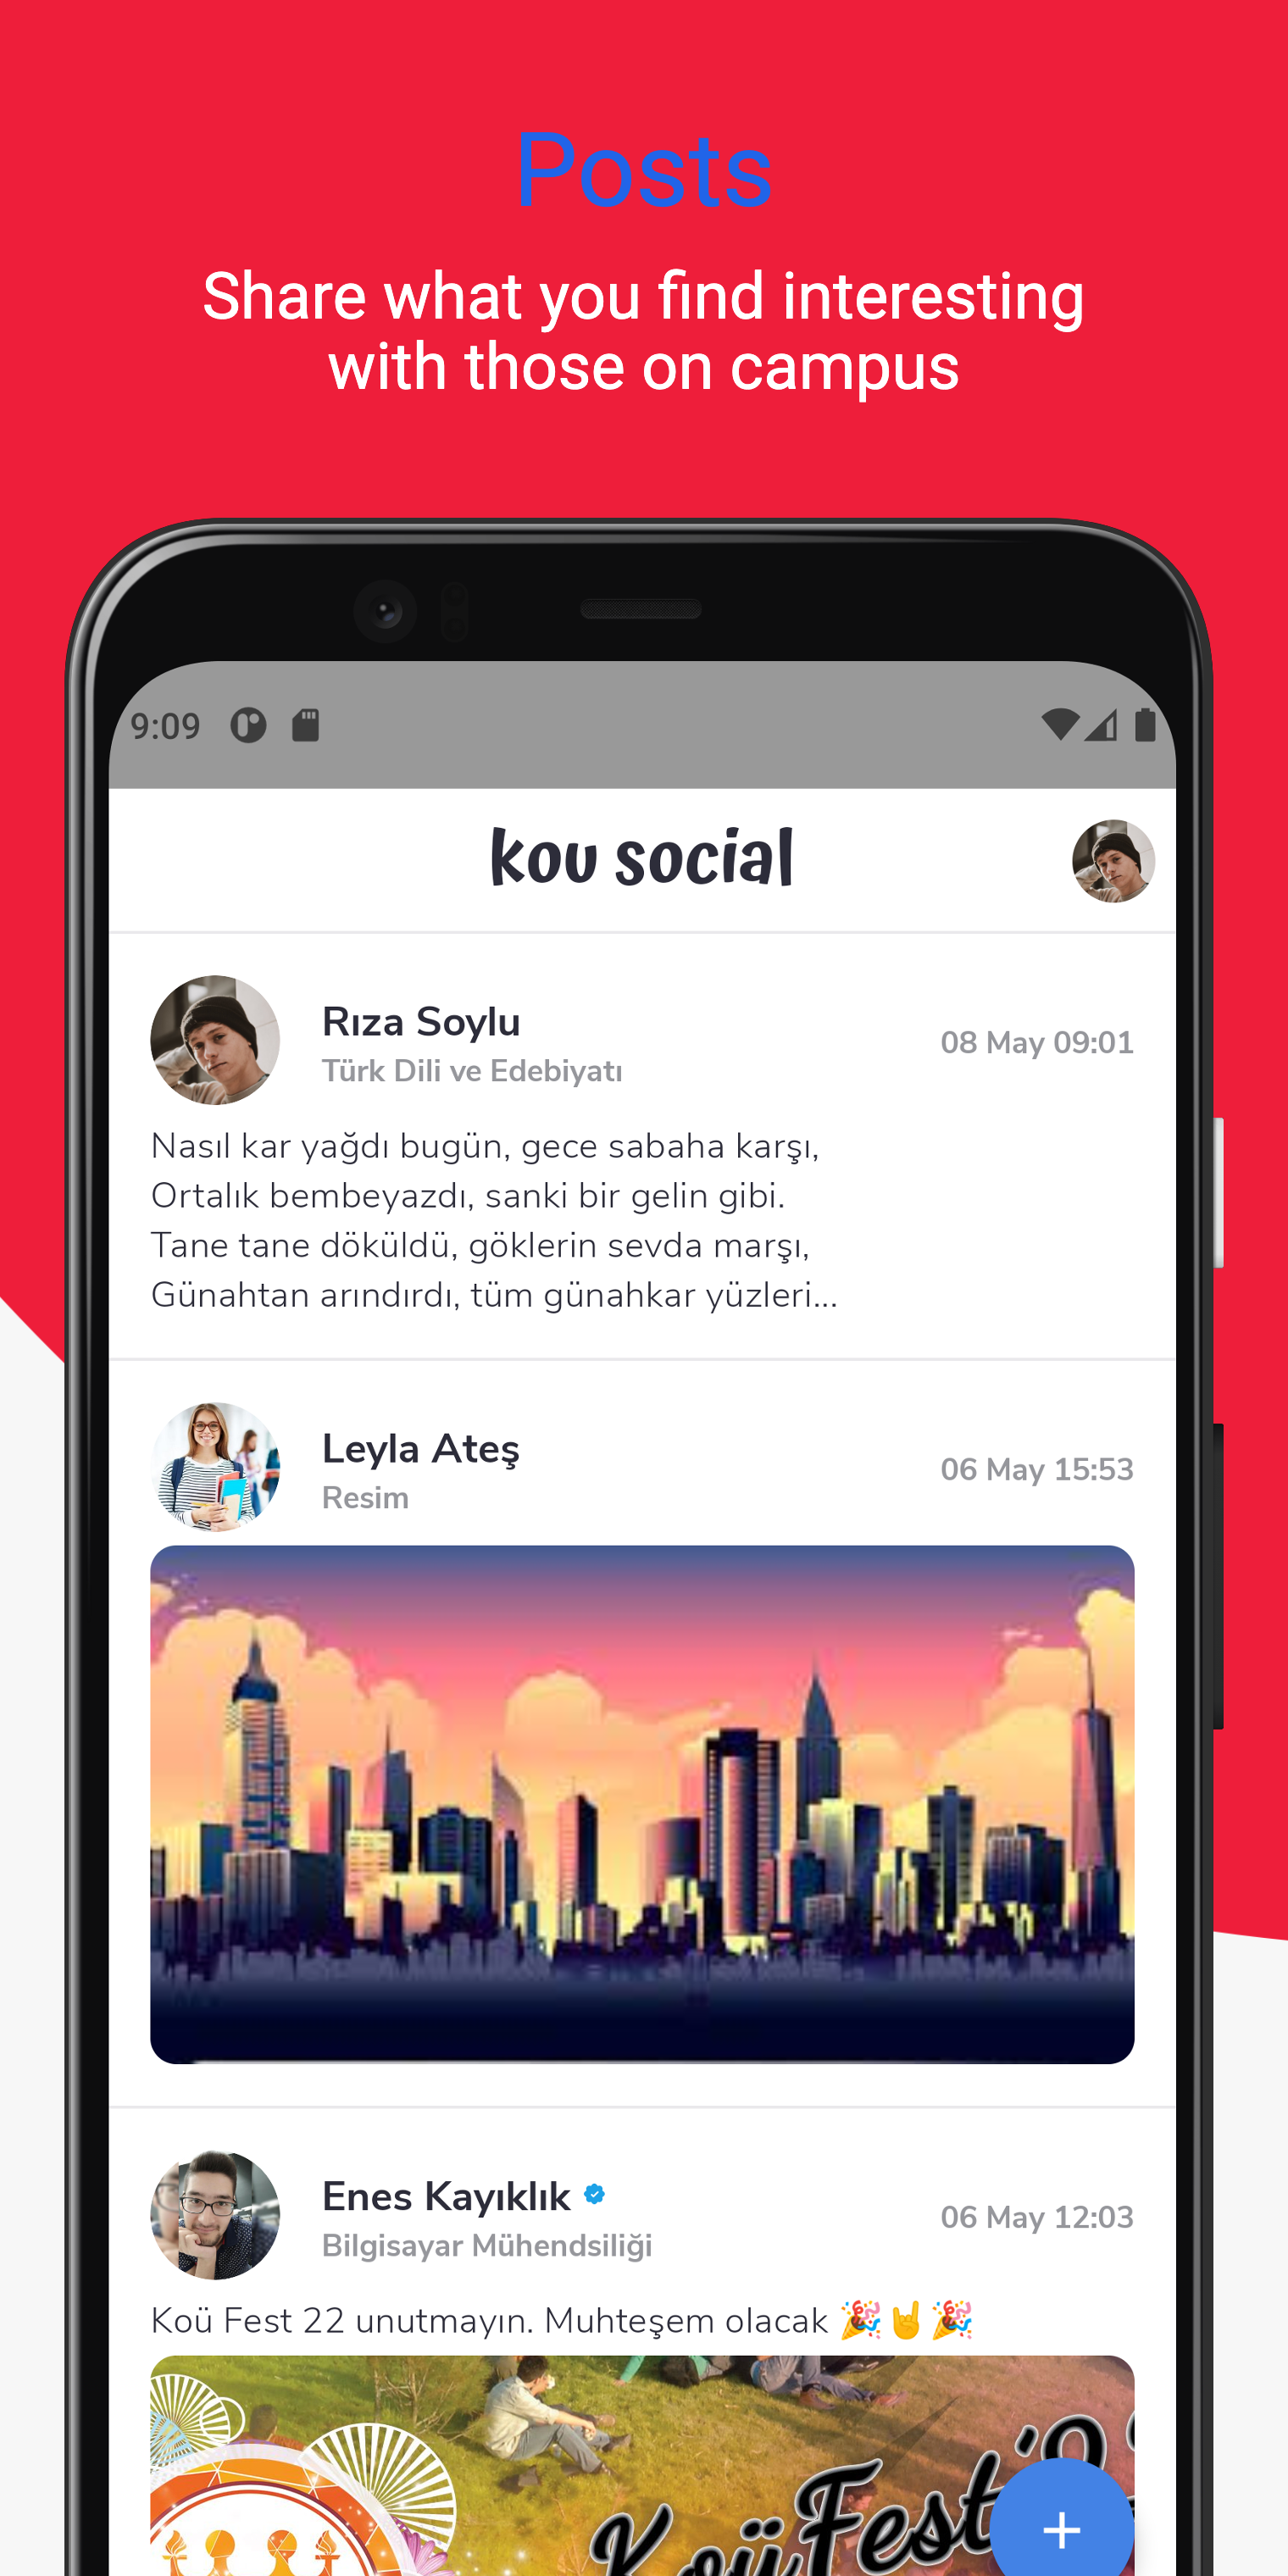 Posts
Share what you find interesting
with those on campus
9:09
kou social
Rıza Soylu
Türk Dili ve Edebiyatı
08 May 09:01
Nasıl kar yağdı bugün, gece sabaha karşı,
Ortalık bembeyazdı, sanki bir gelin gibi.
Tane tane döküldü, göklerin sevda marşı,
Günahtan arındırdı, tüm günahkar yüzleri...
Leyla Ateş
Resim
06 May 15:53
Enes Kayıklık
Bilgisayar Mühendsiliği
06 May 12:03
Koü Fest 22 unutmayın. Muhteşem olacak 🎉🤘🎉
Koü Fest